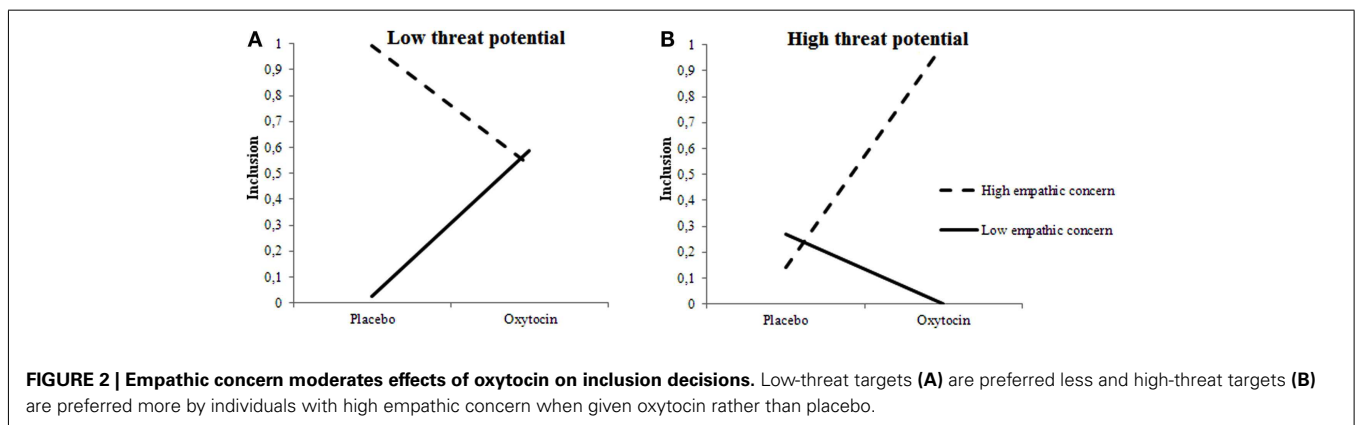 A
Low threat potential
1
0,9
0,8
0,7
0,6
0,5
0,4
0,3
0,2
0,1
0
Inclusion
Placebo
Oxytocin
B
High threat potential
1
0,9
0,8
0,7
0,6
0,5
0,4
0,3
0,2
0,1
0
Inclusion
Placebo
Oxytocin
High empathic concern
Low empathic concern
FIGURE 2 | Empathic concern moderates effects of oxytocin on inclusion decisions. Low-threat targets (A) are preferred less and high-threat targets (B)
are preferred more by individuals with high empathic concern when given oxytocin rather than placebo.